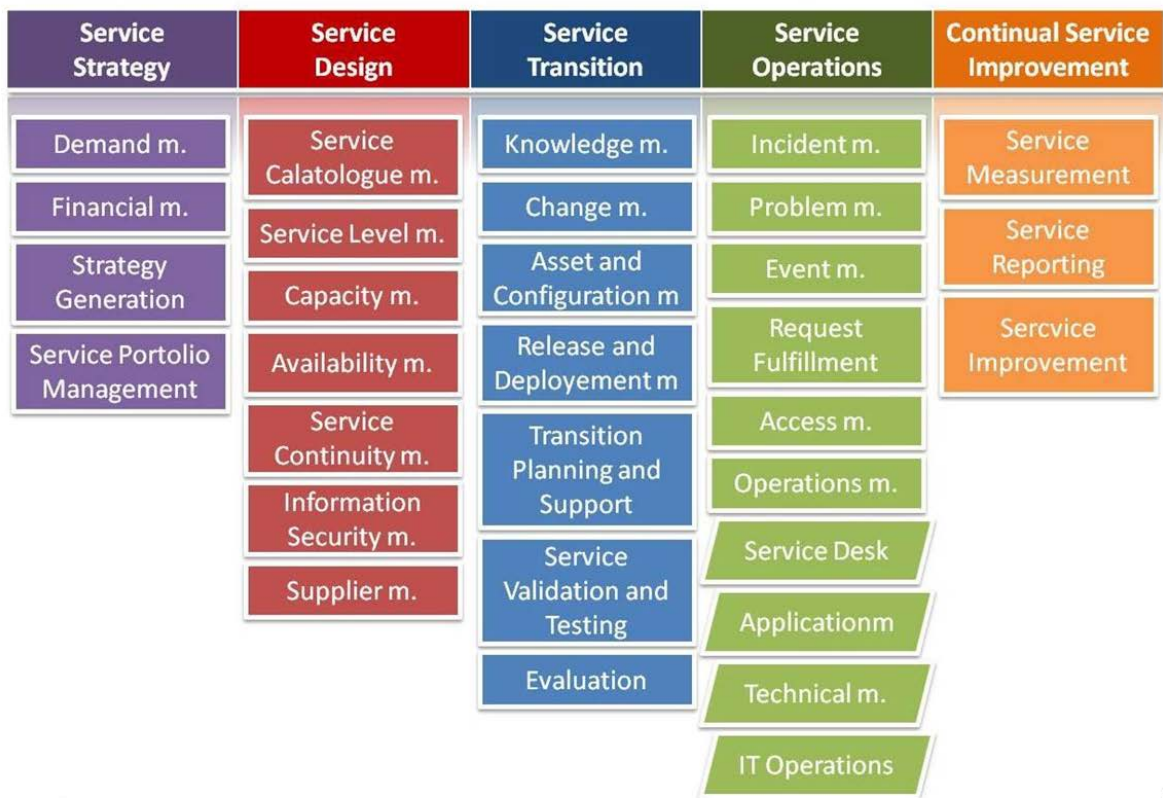 Service
Strategy
Service
Design
Service
Transition
Service
Operations
Continual Service
Improvement
Demand m.
Financial m.
Strategy
Generation
Service Portolio
Management
Service
Calatologue m.
Service Level m.
Capacity m.
Availability m.
Service
Continuity m.
Information
Security m.
Supplier m.
Knowledge m.
Change m.
Asset and
Configuration m
Release and
Deployement m
Transition
Planning and
Support
Service
Validation and
Testing
Evaluation
Incident m.
Problem m.
Event m.
Request
Fulfillment
Access m.
Operations m.
Service Desk
Applicationm
Technical m.
IT Operations
Service
Measurement
Service
Reporting
Sercvice
Improvement